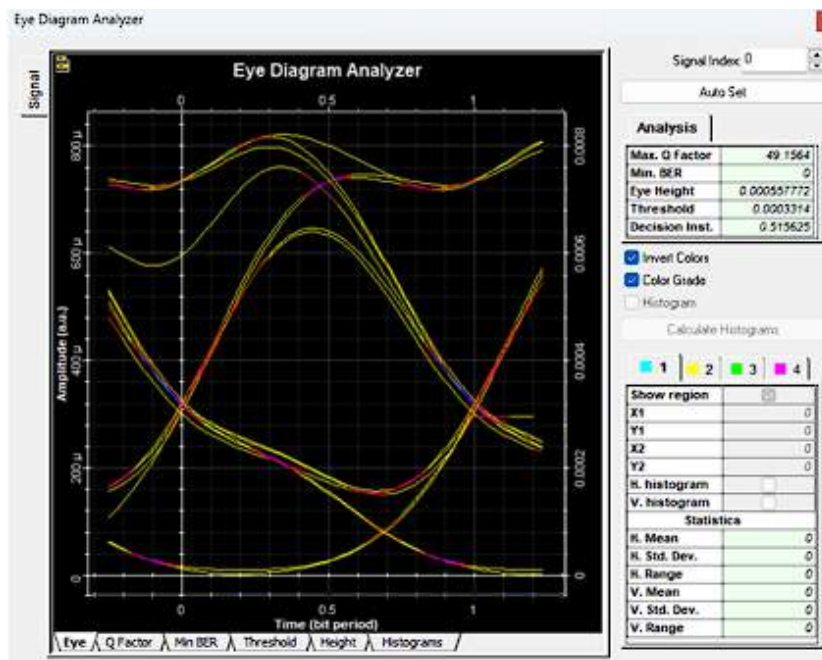 Eye Diagram Analyzer
Signal
Eye Diagram Analyzer
0 0.5 1
800 µ
600 µ
400 µ
200 µ
0
Amplitude (a.u.)
0.0008
0.0006
0.0004
0.0002
0
0 0.5 1
Time (bit period)
Eye Q Factor Min BER Threshold Height Histograms
Signal Index: 0
Auto Set
Analysis
Max. Q Factor 49.1564
Min. BER 0
Eye Height 0.000557772
Threshold 0.0003314
Decision Inst. 0.515625
Invert Colors
Color Grade
Histogram
Calculate Histograms
1 2 3 4
Show region
X1 0
Y1 0
X2 0
Y2 0
H. histogram
V. histogram
Statistics
H. Mean 0
H. Std. Dev. 0
H. Range 0
V. Mean 0
V. Std. Dev. 0
V. Range 0